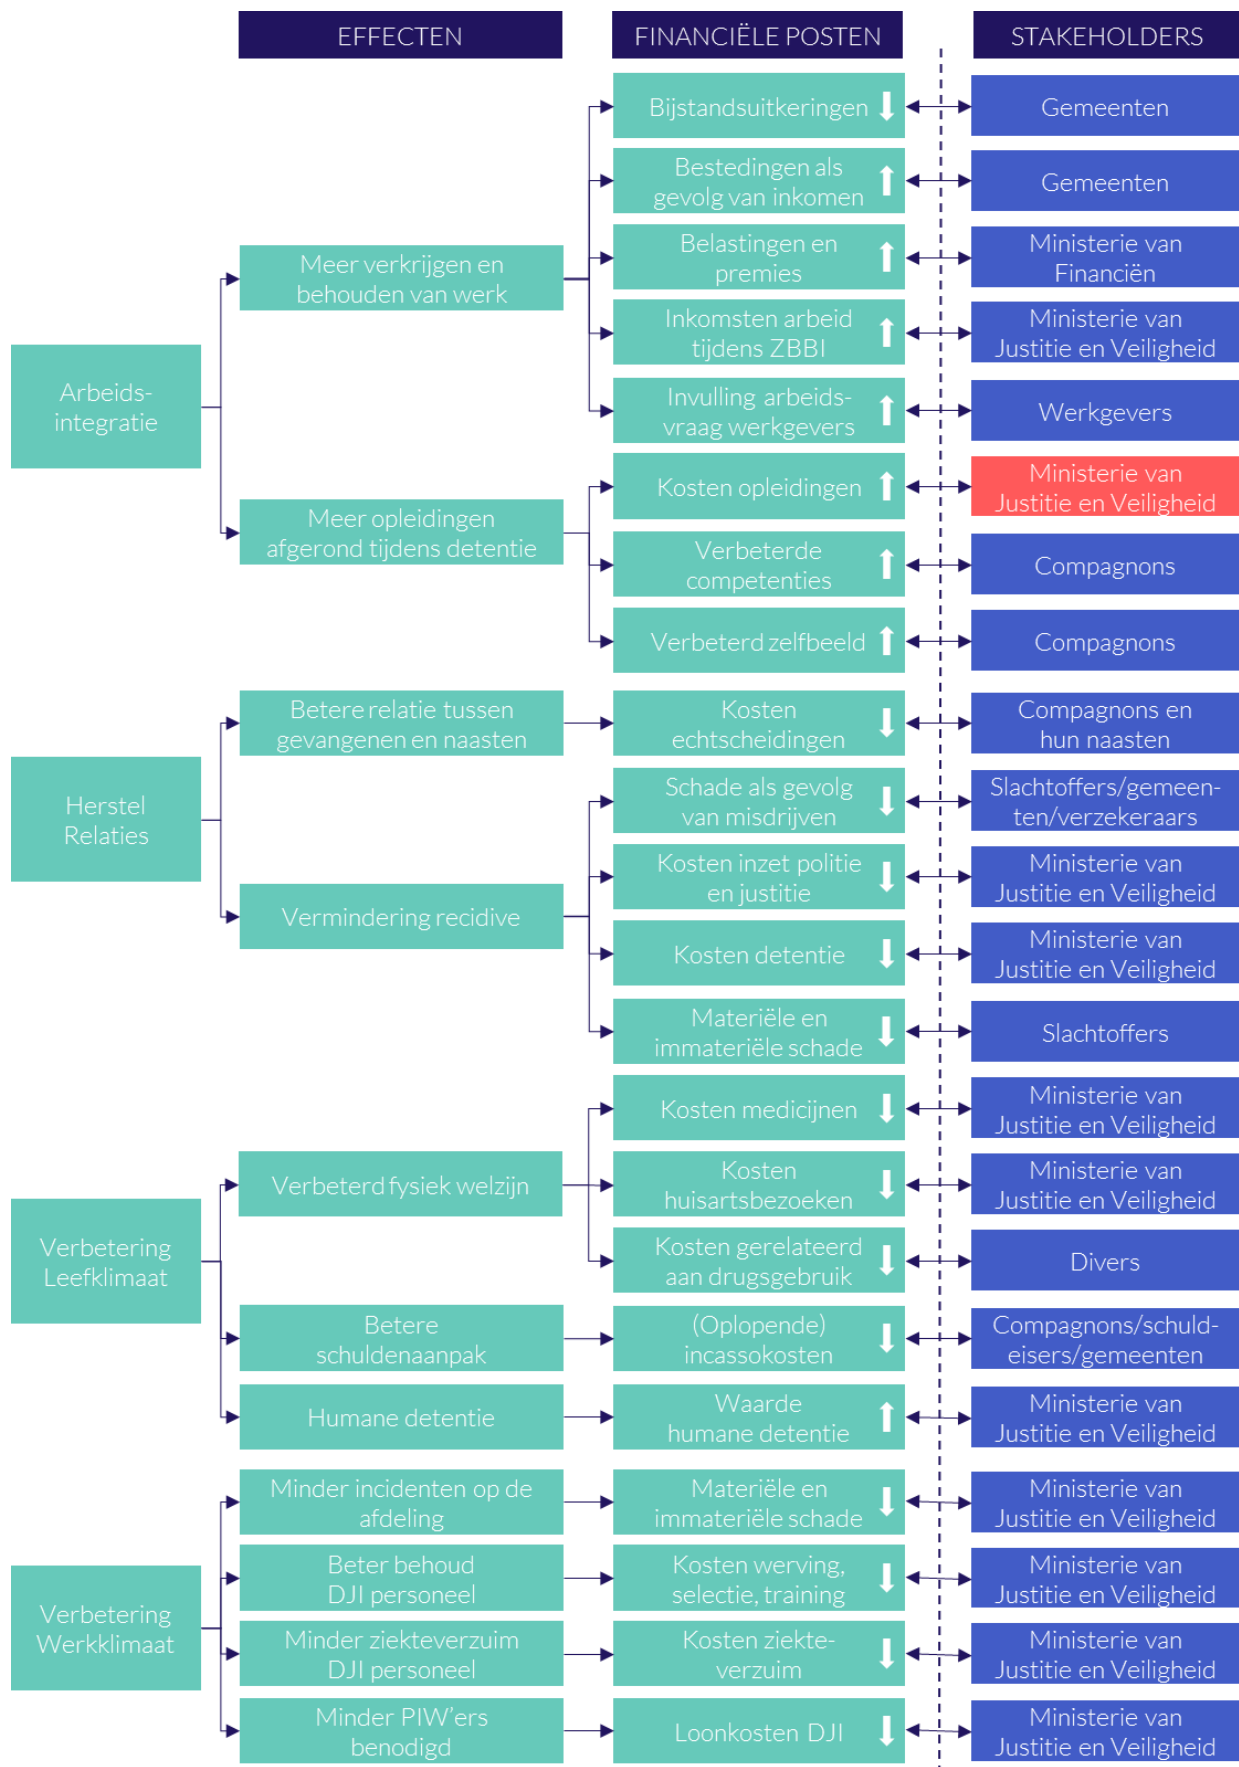 EFFECTEN
FINANCIËLE POSTEN
STAKEHOLDERS
Arbeids-
integratie
Meer verkrijgen en
behouden van werk
Bijstandsuitkeringen
Gemeenten
Bestedingen als
gevolg van inkomen
Gemeenten
Belastingen en
premies
Ministerie van
Financiën
Inkomsten arbeid
tijdens ZBBI
Ministerie van
Justitie en Veiligheid
Invulling arbeids-
vraag werkgevers
Werkgevers
Meer opleidingen
afgerond tijdens detentie
Kosten opleidingen
Ministerie van
Justitie en Veiligheid
Verbeterde
competenties
Compagnons
Verbeterd zelfbeeld
Compagnons
Herstel
Relaties
Betere relatie tussen
gevangenen en naasten
Kosten
echtscheidingen
Compagnons en
hun naasten
Vermindering recidive
Schade als gevolg
van misdrijven
Slachtoffers/gemeen-
ten/verzekeraars
Kosten inzet politie
en justitie
Ministerie van
Justitie en Veiligheid
Kosten detentie
Ministerie van
Justitie en Veiligheid
Materiële en
immateriële schade
Slachtoffers
Verbetering
Leefklimaat
Verbeterd fysiek welzijn
Kosten medicijnen
Ministerie van
Justitie en Veiligheid
Kosten
huisartsbezoeken
Ministerie van
Justitie en Veiligheid
Kosten gerelateerd
aan drugsgebruik
Divers
Betere
schuldenaanpak
(Oplopende)
incassokosten
Compagnons/schuld-
eisers/gemeenten
Humane detentie
Waarde
humane detentie
Ministerie van
Justitie en Veiligheid
Verbetering
Werkklimaat
Minder incidenten op de
afdeling
Materiële en
immateriële schade
Ministerie van
Justitie en Veiligheid
Beter behoud
DJI personeel
Kosten werving,
selectie, training
Ministerie van
Justitie en Veiligheid
Minder ziekteverzuim
DJI personeel
Kosten ziekte-
verzuim
Ministerie van
Justitie en Veiligheid
Minder PIW'ers
benodigd
Loonkosten DJI
Ministerie van
Justitie en Veiligheid